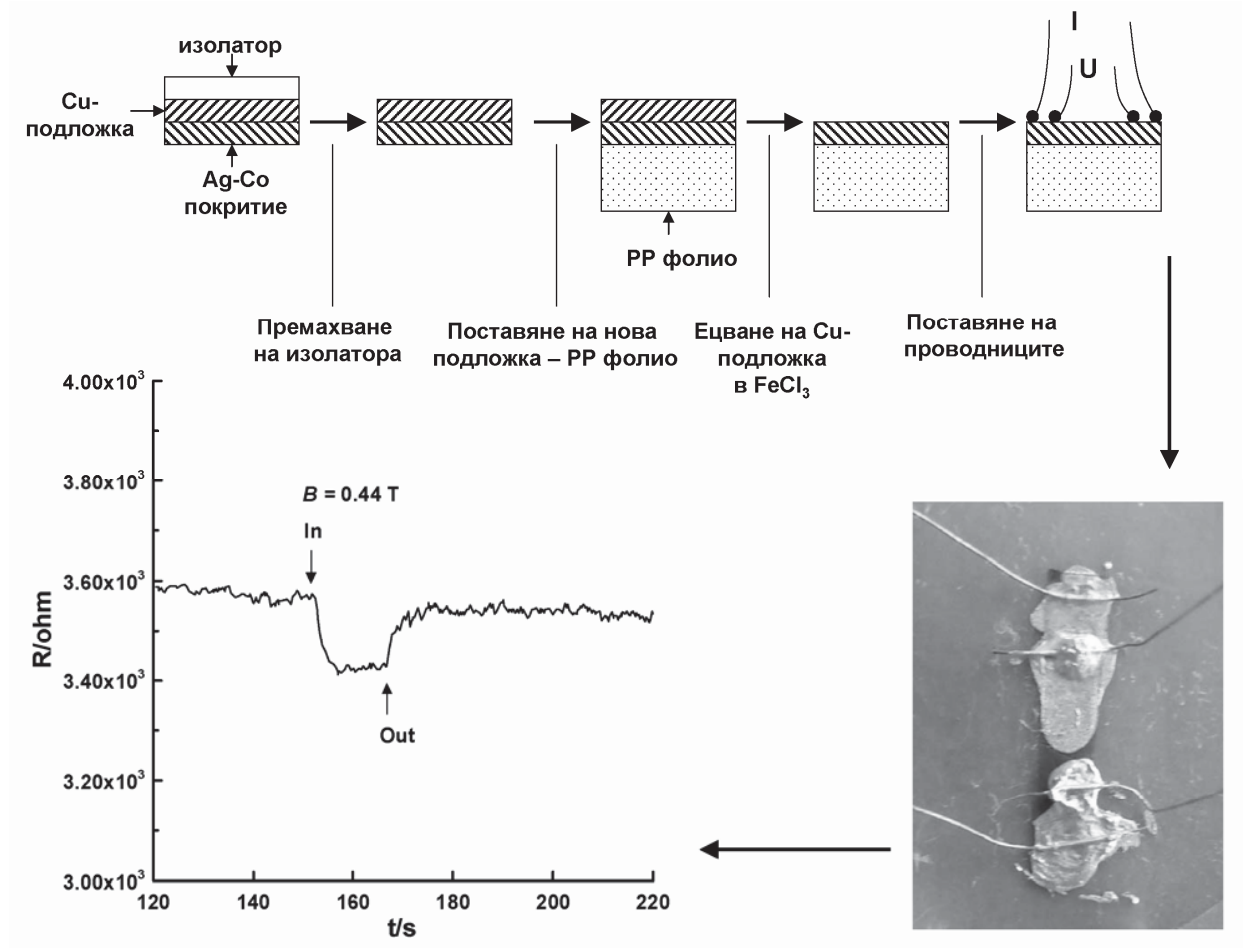 изолатор
Cu-
подложка
Ag-Co
покритие
I
U
PP фолио
Премахване
на изолатора
Поставяне на нова
подложка – PP фолио
Ецване на Cu-
подложка
в FeCl₃
Поставяне на
проводниците
4.00x10³
3.80x10³
3.60x10³
3.40x10³
3.20x10³
3.00x10³
R/ohm
B = 0.44 T
In
Out
120 140 160 180 200 220
t/s